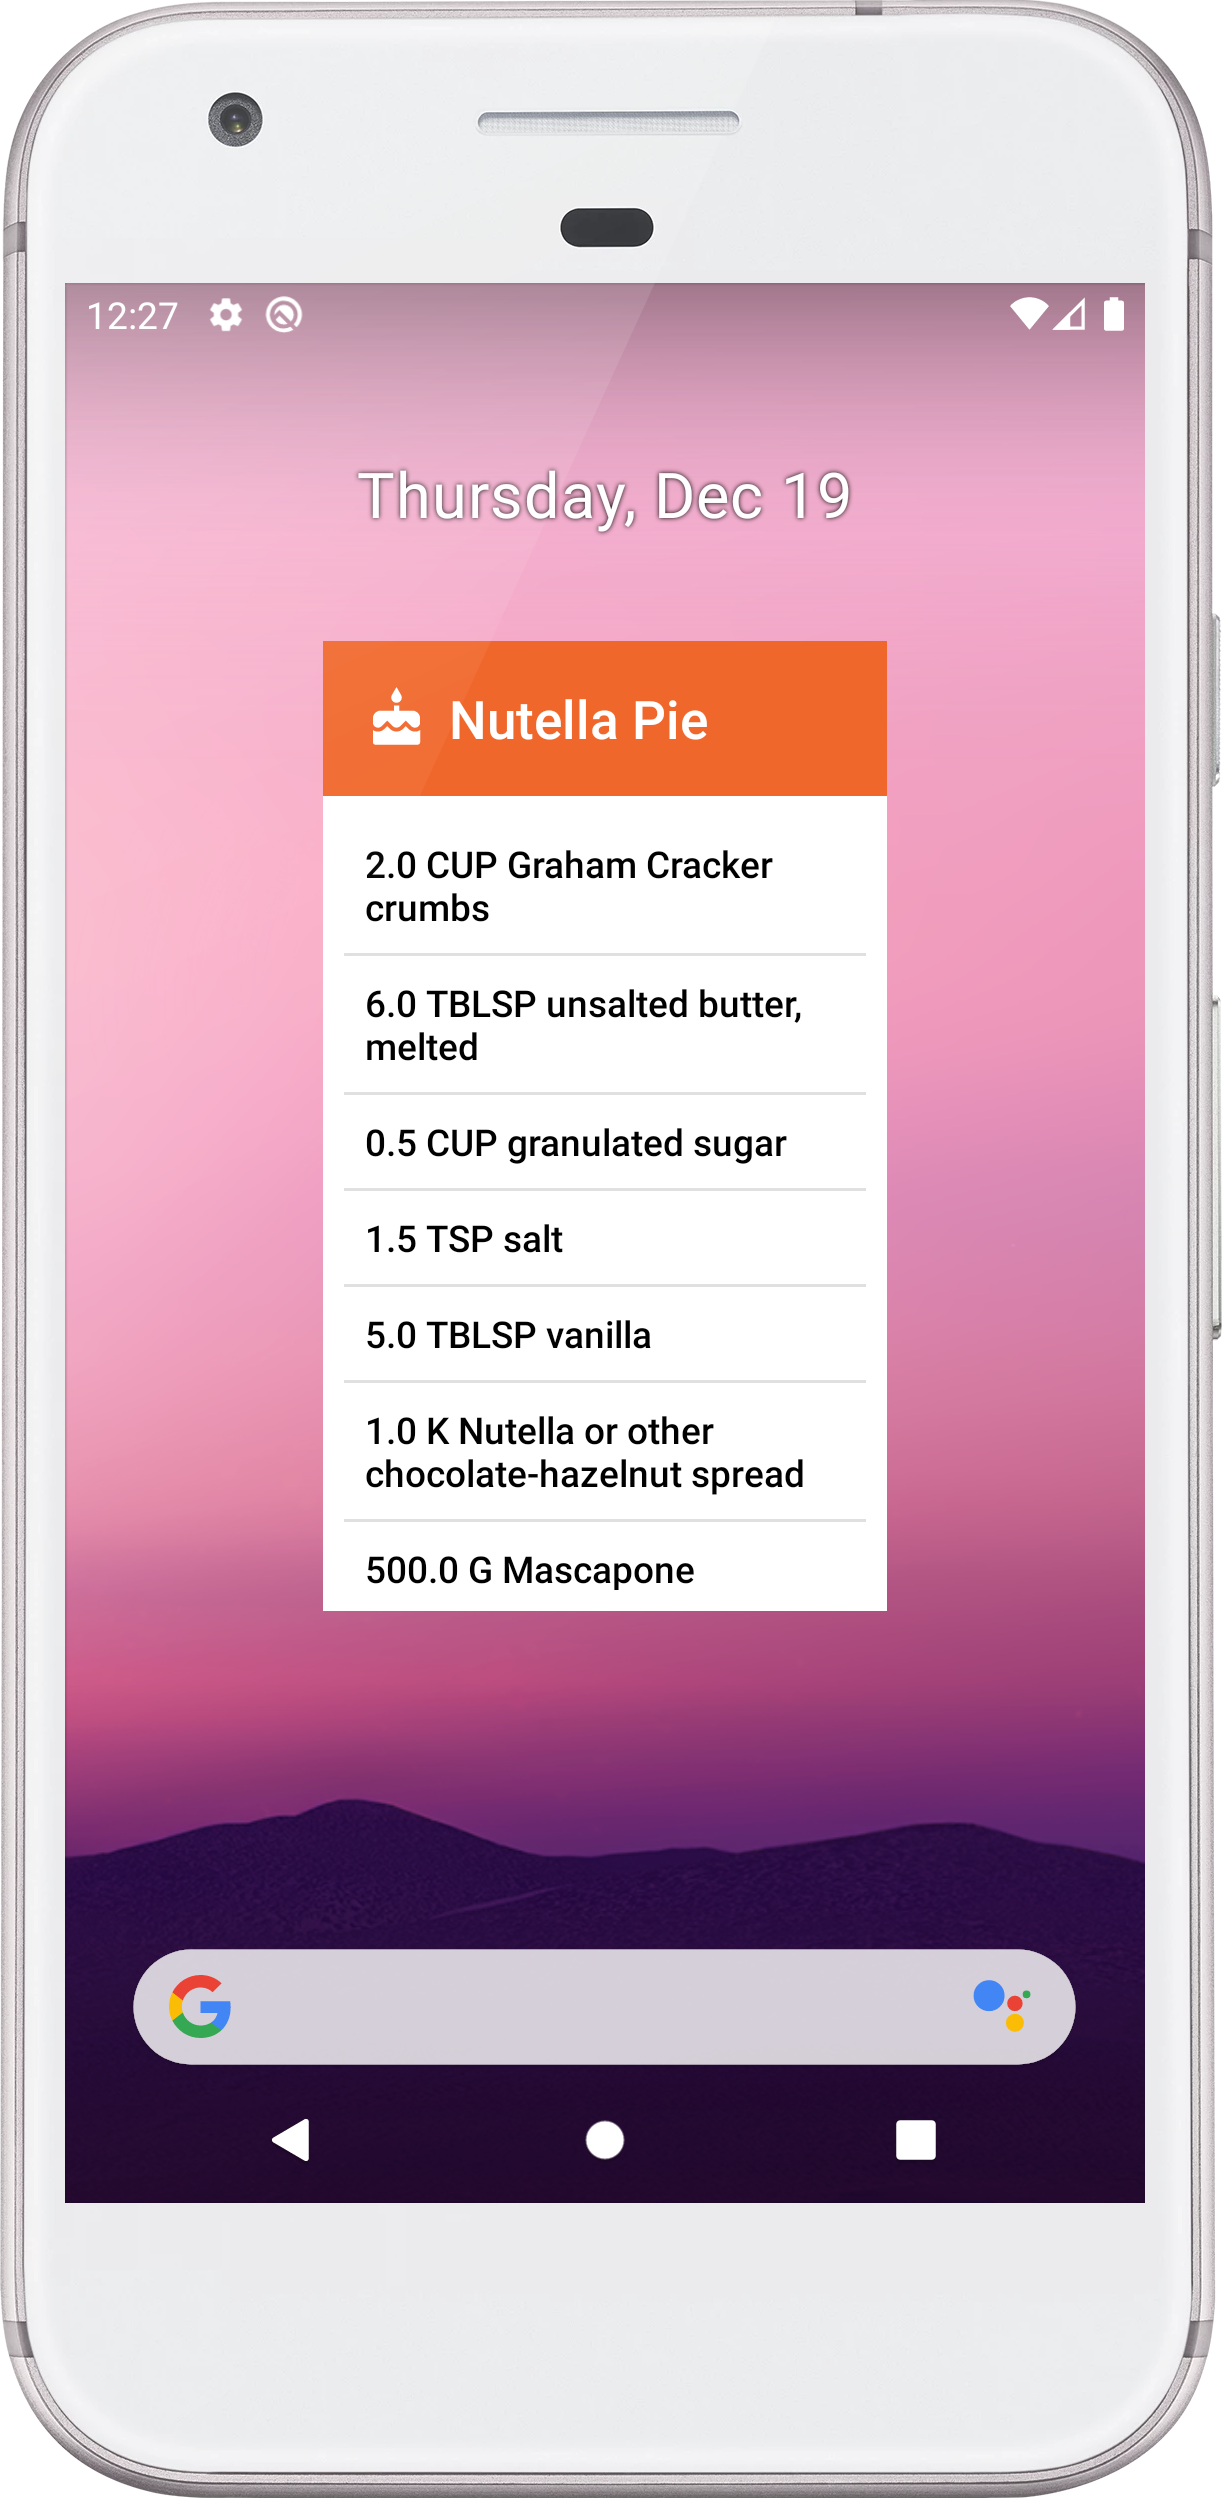 12:27
Thursday, Dec 19
Nutella Pie
2.0 CUP Graham Cracker
crumbs
6.0 TBLSP unsalted butter,
melted
0.5 CUP granulated sugar
1.5 TSP salt
5.0 TBLSP vanilla
1.0 K Nutella or other
chocolate-hazelnut spread
500.0 G Mascapone